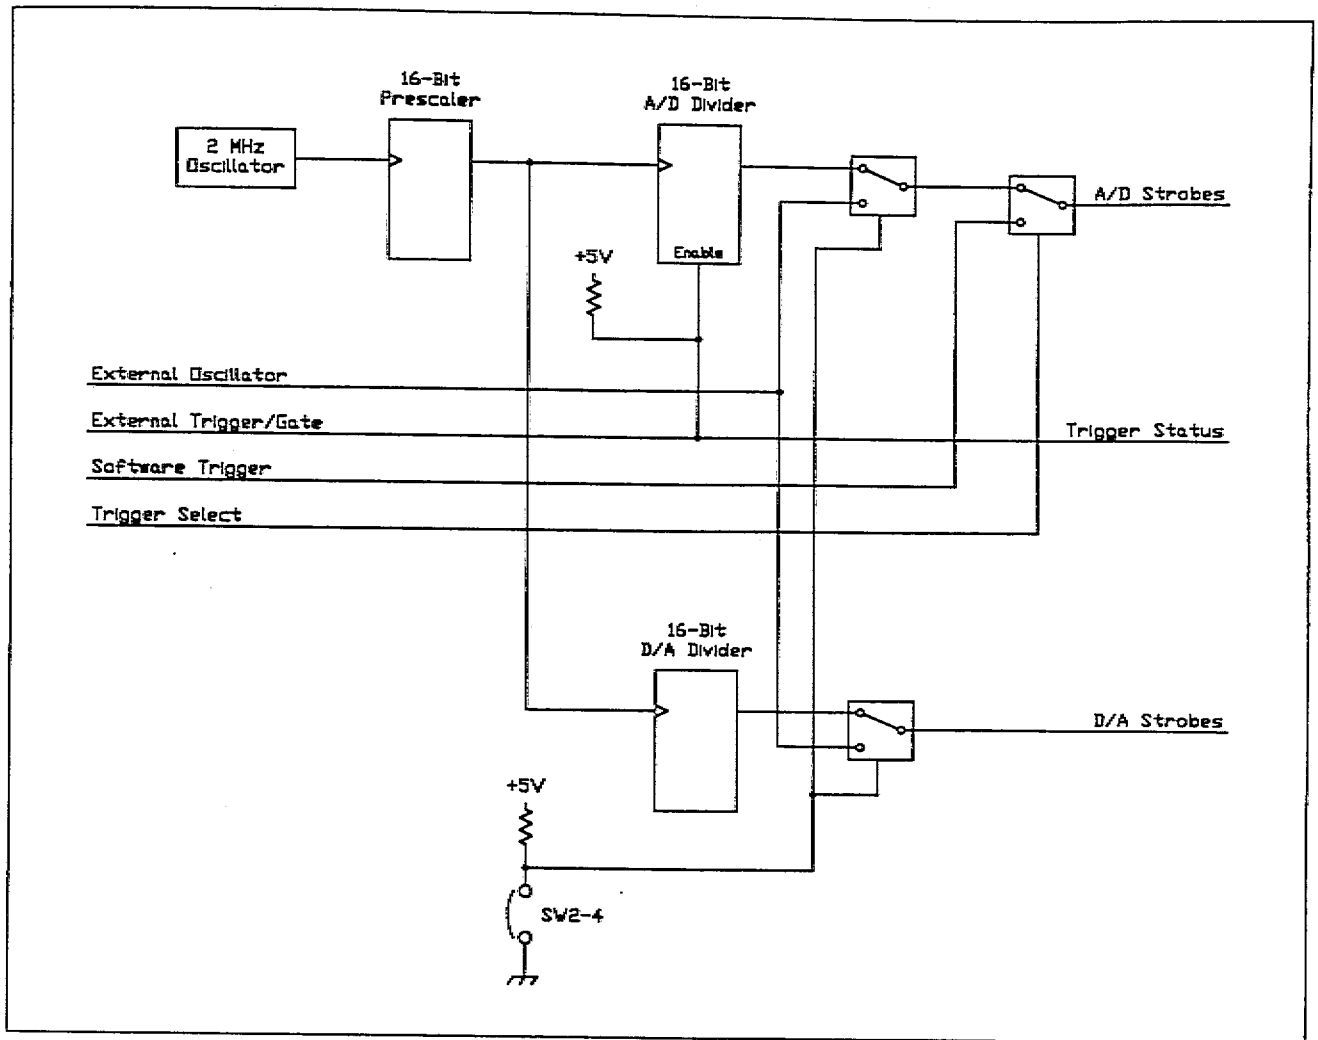 16-Bit
Prescaler
16-Bit
A/D Divider
2 MHz
Oscillator
A/D Strobes
Enable
+5V
External Oscillator
External Trigger/Gate
Trigger Status
Software Trigger
Trigger Select
16-Bit
D/A Divider
D/A Strobes
+5V
SW2-4